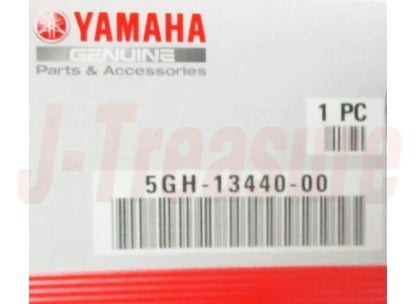 YAMAHA
GENUINE
Parts & Accessories
1 PC
J-Treasure
5GH-13440-00